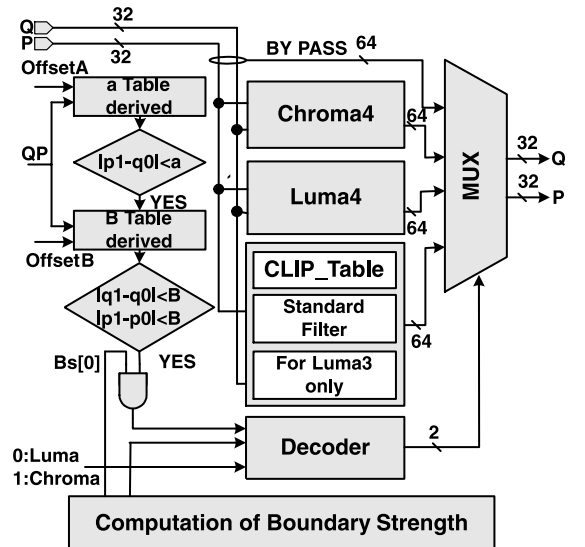 Q
32
P
32
OffsetA
BY PASS
64
a Table
derived
Chroma4
64
QP
|p1-q0|<a
MUX
32
Q
32
P
YES
Luma4
64
B Table
derived
OffsetB
CLIP_Table
|q1-q0|<B
|p1-p0|<B
Standard
Filter
64
Bs[0]
YES
For Luma3
only
0:Luma
1:Chroma
Decoder
2
Computation of Boundary Strength